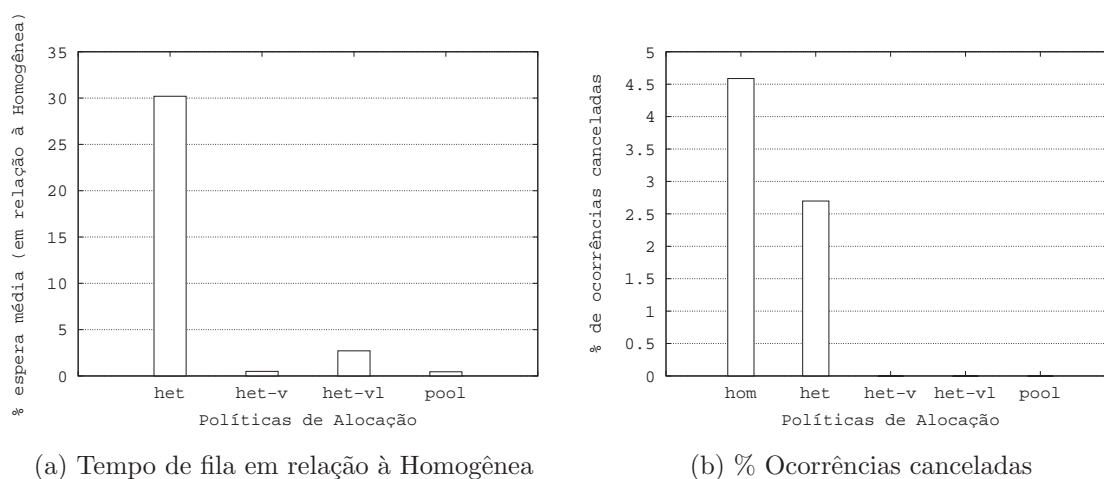 % espera média (em relação à Homogênea)
35
30
25
20
15
10
5
0
het het-v het-vl pool
Políticas de Alocação
(a) Tempo de fila em relação à Homogênea
% de ocorrências canceladas
5
4.5
4
3.5
3
2.5
2
1.5
1
0.5
0
hom het het-v het-vl pool
Políticas de Alocação
(b) % Ocorrências canceladas